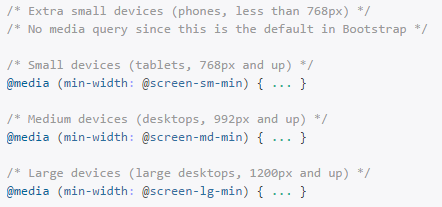 /* Extra small devices (phones, less than 768px) */
/* No media query since this is the default in Bootstrap */
/* Small devices (tablets, 768px and up) */
@media (min-width: @screen-sm-min) { ... }
/* Medium devices (desktops, 992px and up) */
@media (min-width: @screen-md-min) { ... }
/* Large devices (large desktops, 1200px and up) */
@media (min-width: @screen-lg-min) { ... }